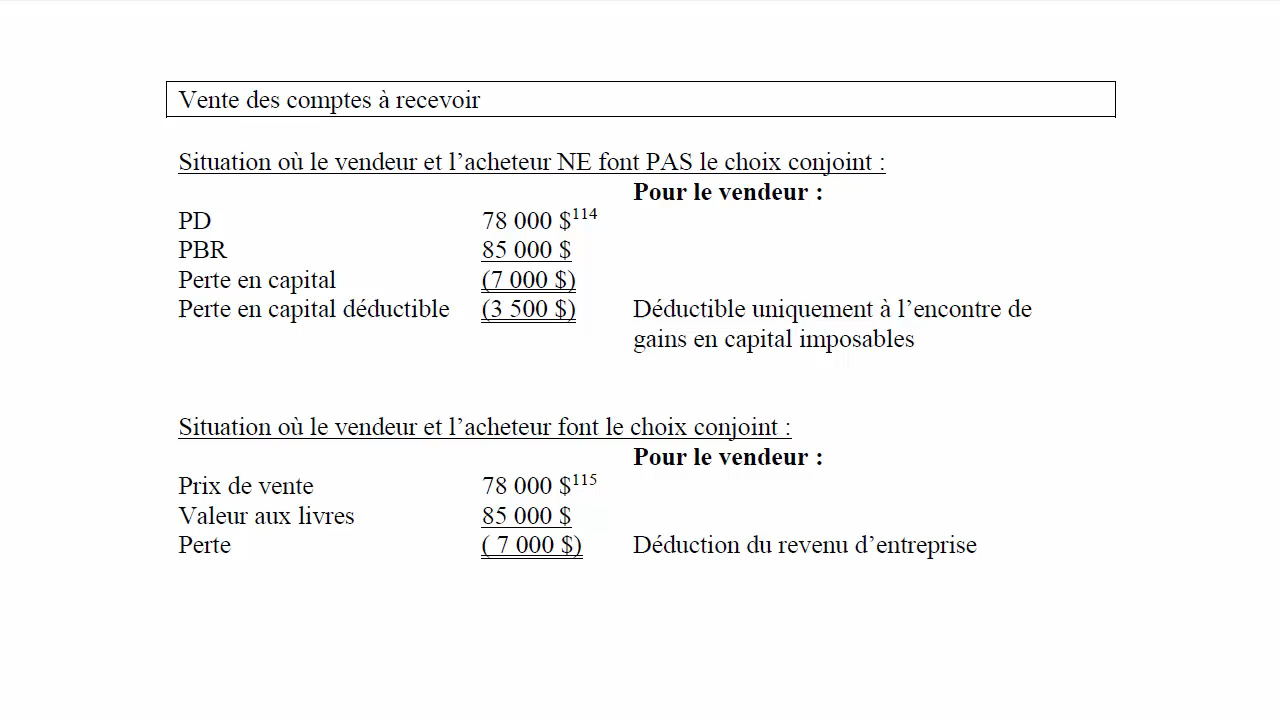 Vente des comptes à recevoir
Situation où le vendeur et l’acheteur NE font PAS le choix conjoint :
Pour le vendeur :
PD 78 000 $114
PBR 85 000 $
Perte en capital (7 000 $)
Perte en capital déductible (3 500 $) Déductible uniquement à l’encontre de
gains en capital imposables
Situation où le vendeur et l’acheteur font le choix conjoint :
Pour le vendeur :
Prix de vente 78 000 $115
Valeur aux livres 85 000 $
Perte ( 7 000 $) Déduction du revenu d’entreprise